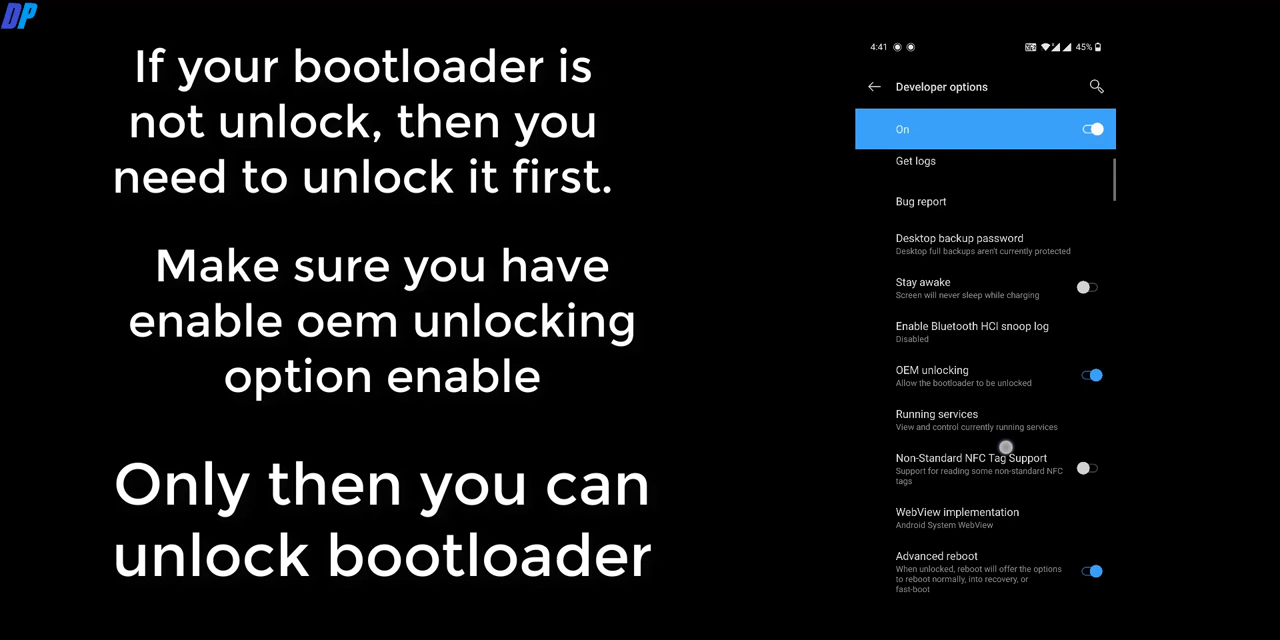 DP
If your bootloader is
not unlock, then you
need to unlock it first.
Make sure you have
enable oem unlocking
option enable
Only then you can
unlock bootloader
4:41
45%
Developer options
On
Get logs
Bug report
Desktop backup password
Desktop full backups aren't currently protected
Stay awake
Screen will never sleep while charging
Enable Bluetooth HCI snoop log
Disabled
OEM unlocking
Allow the bootloader to be unlocked
Running services
View and control currently running services
Non-Standard NFC Tag Support
Support for reading some non-standard NFC
tags
WebView implementation
Android System WebView
Advanced reboot
When unlocked, reboot will offer the options
to reboot normally, into recovery, or
fast-boot